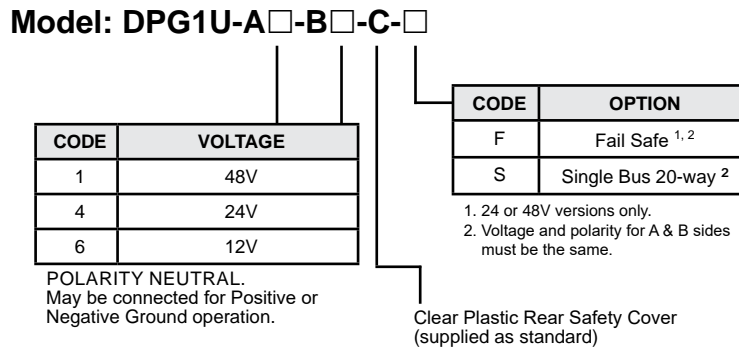 Model: DPG1U-A□-B□-C-□
CODE VOLTAGE
1 48V
4 24V
6 12V
POLARITY NEUTRAL.
May be connected for Positive or
Negative Ground operation.
CODE OPTION
F Fail Safe 1, 2
S Single Bus 20-way 2
1. 24 or 48V versions only.
2. Voltage and polarity for A & B sides
must be the same.
Clear Plastic Rear Safety Cover
(supplied as standard)